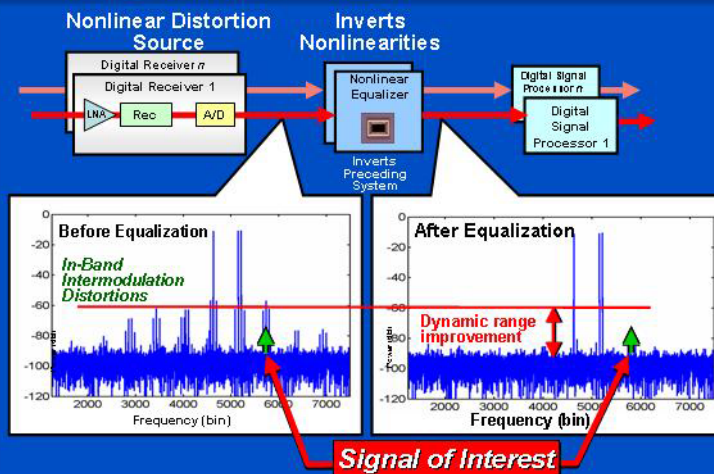 Nonlinear Distortion
Source
Inverts
Nonlinearities
Digital Receiver n
Digital Receiver 1
LNA
Rec
A/D
Nonlinear
Equalizer
Inverts
Preceding
System
Digital Signal
Processor n
Digital
Signal
Processor 1
Before Equalization
In-Band
Intermodulation
Distortions
0
-20
-40
-60
-80
-100
-120
2000
3000
4000
5000
6000
7000
Frequency (bin)
After Equalization
Dynamic range
improvement
0
-20
-40
-60
-80
-100
-120
2000
3000
4000
5000
6000
7000
Frequency (bin)
Signal of Interest